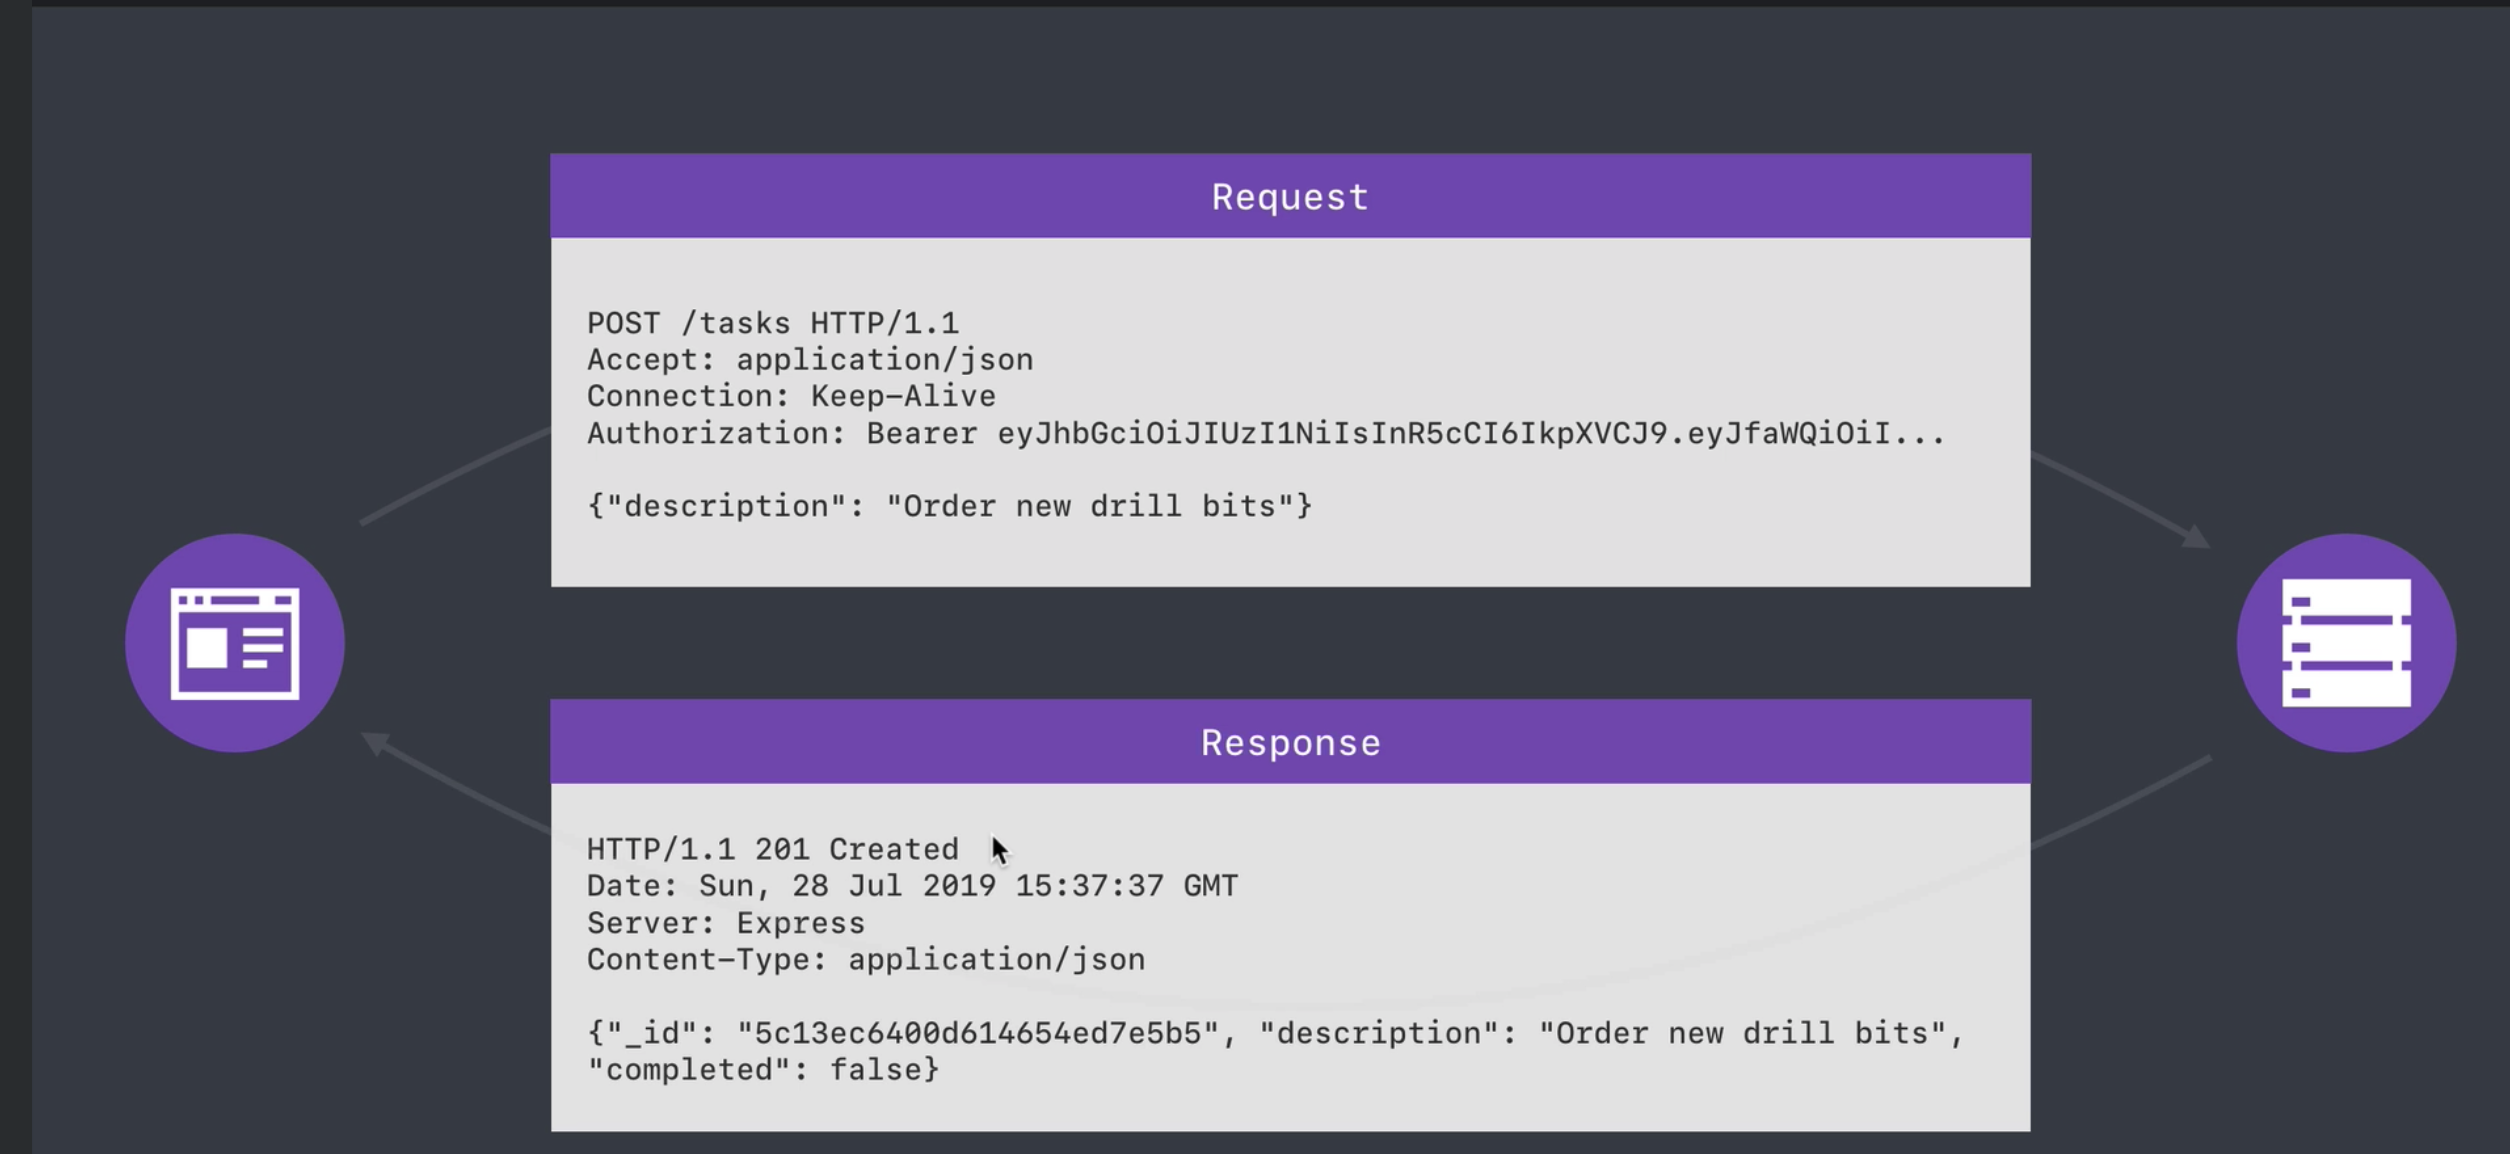 Request
POST /tasks HTTP/1.1
Accept: application/json
Connection: Keep-Alive
Authorization: Bearer eyJhbGciOiJIUzI1NiIsInR5cCI6IkpXVCJ9.eyJfaWQiOiI...
{"description": "Order new drill bits"}
Response
HTTP/1.1 201 Created
Date: Sun, 28 Jul 2019 15:37:37 GMT
Server: Express
Content-Type: application/json
{"_id": "5c13ec6400d614654ed7e5b5", "description": "Order new drill bits",
"completed": false}